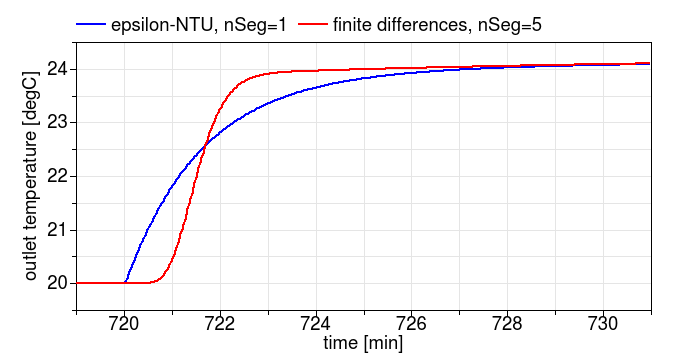 epsilon-NTU, nSeg=1 finite differences, nSeg=5
outlet temperature [degC]
24
23
22
21
20
720 722 724 726 728 730
time [min]